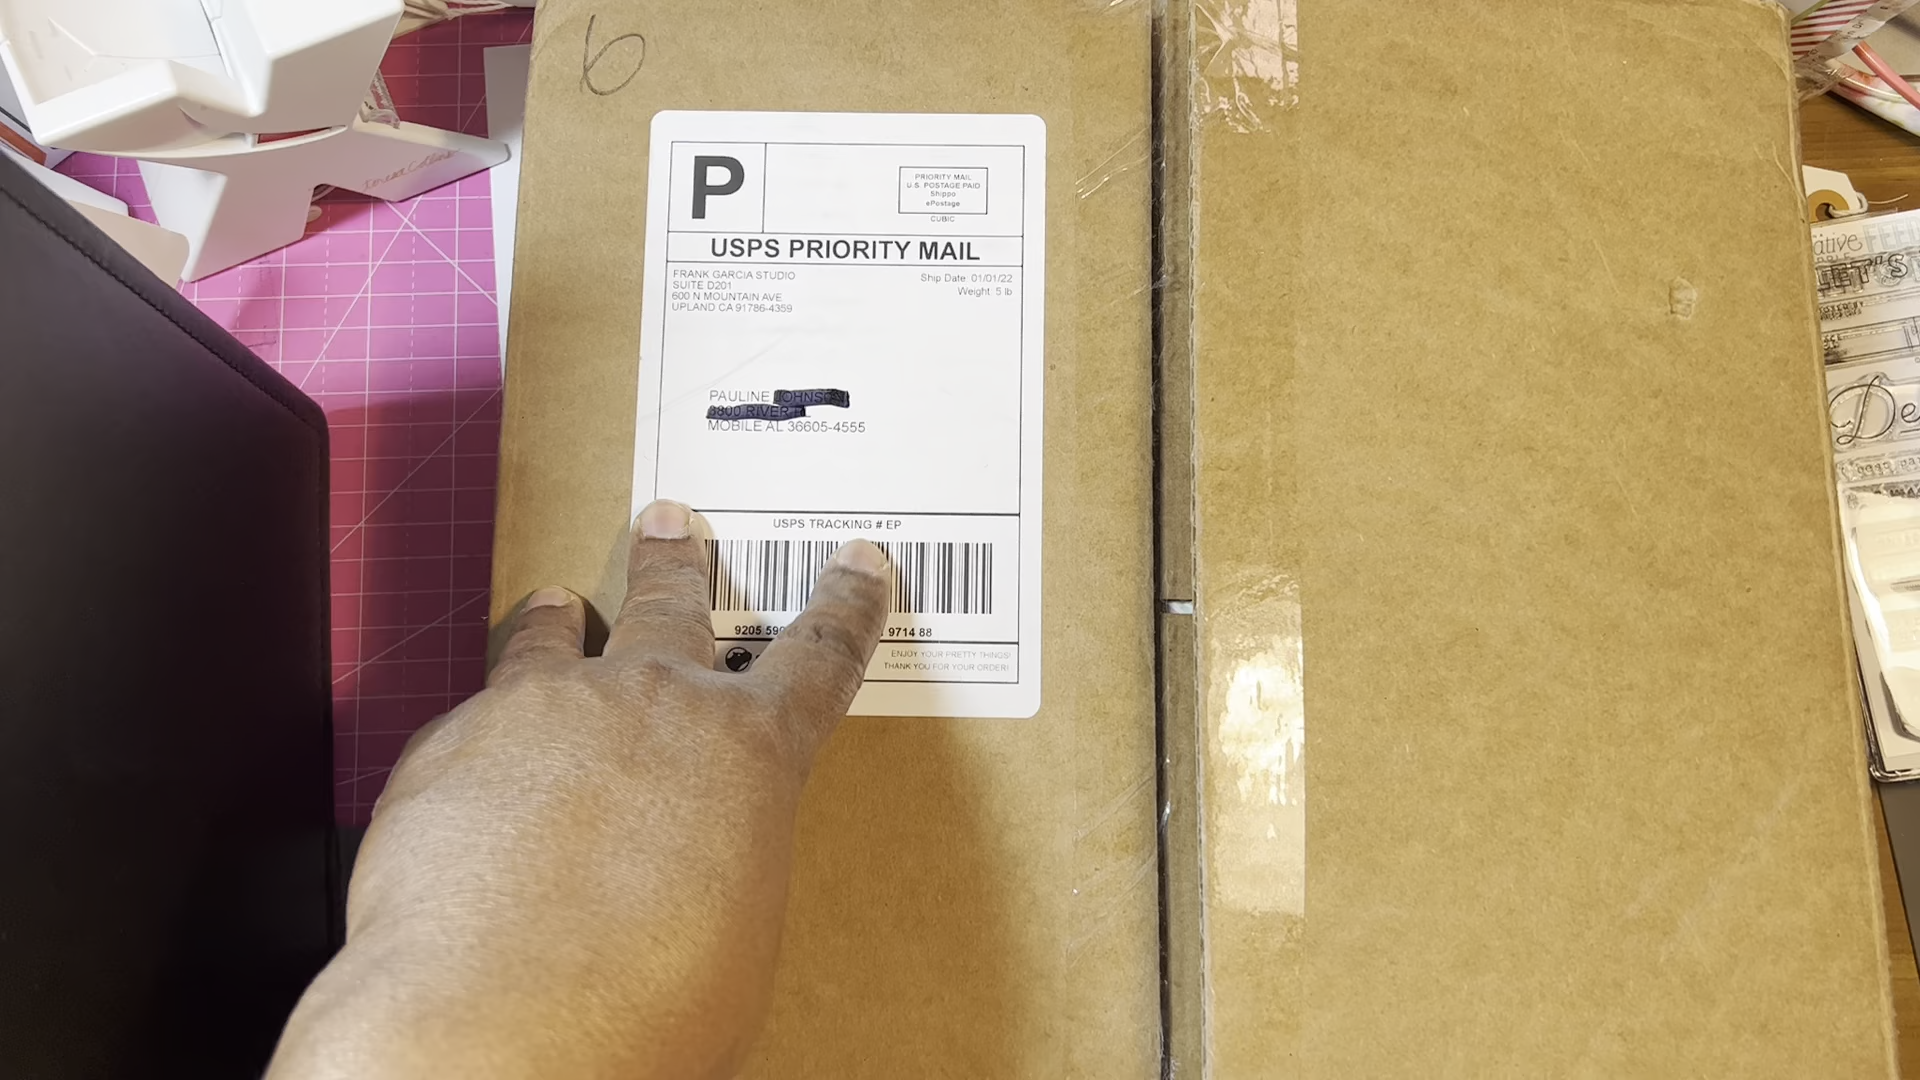 6
P
PRIORITY MAIL
U.S. POSTAGE PAID
Shippo
ePostage
CUBIC
USPS PRIORITY MAIL
FRANK GARCIA STUDIO
SUITE D201
600 N MOUNTAIN AVE
UPLAND CA 91786-4359
Ship Date: 01/01/22
Weight: 5 lb
PAULINE
MOBILE AL 36605-4555
USPS TRACKING # EP
9205 9714 88
ENJOY YOUR PRETTY THINGS!
THANK YOU FOR YOUR ORDER!
LET'S